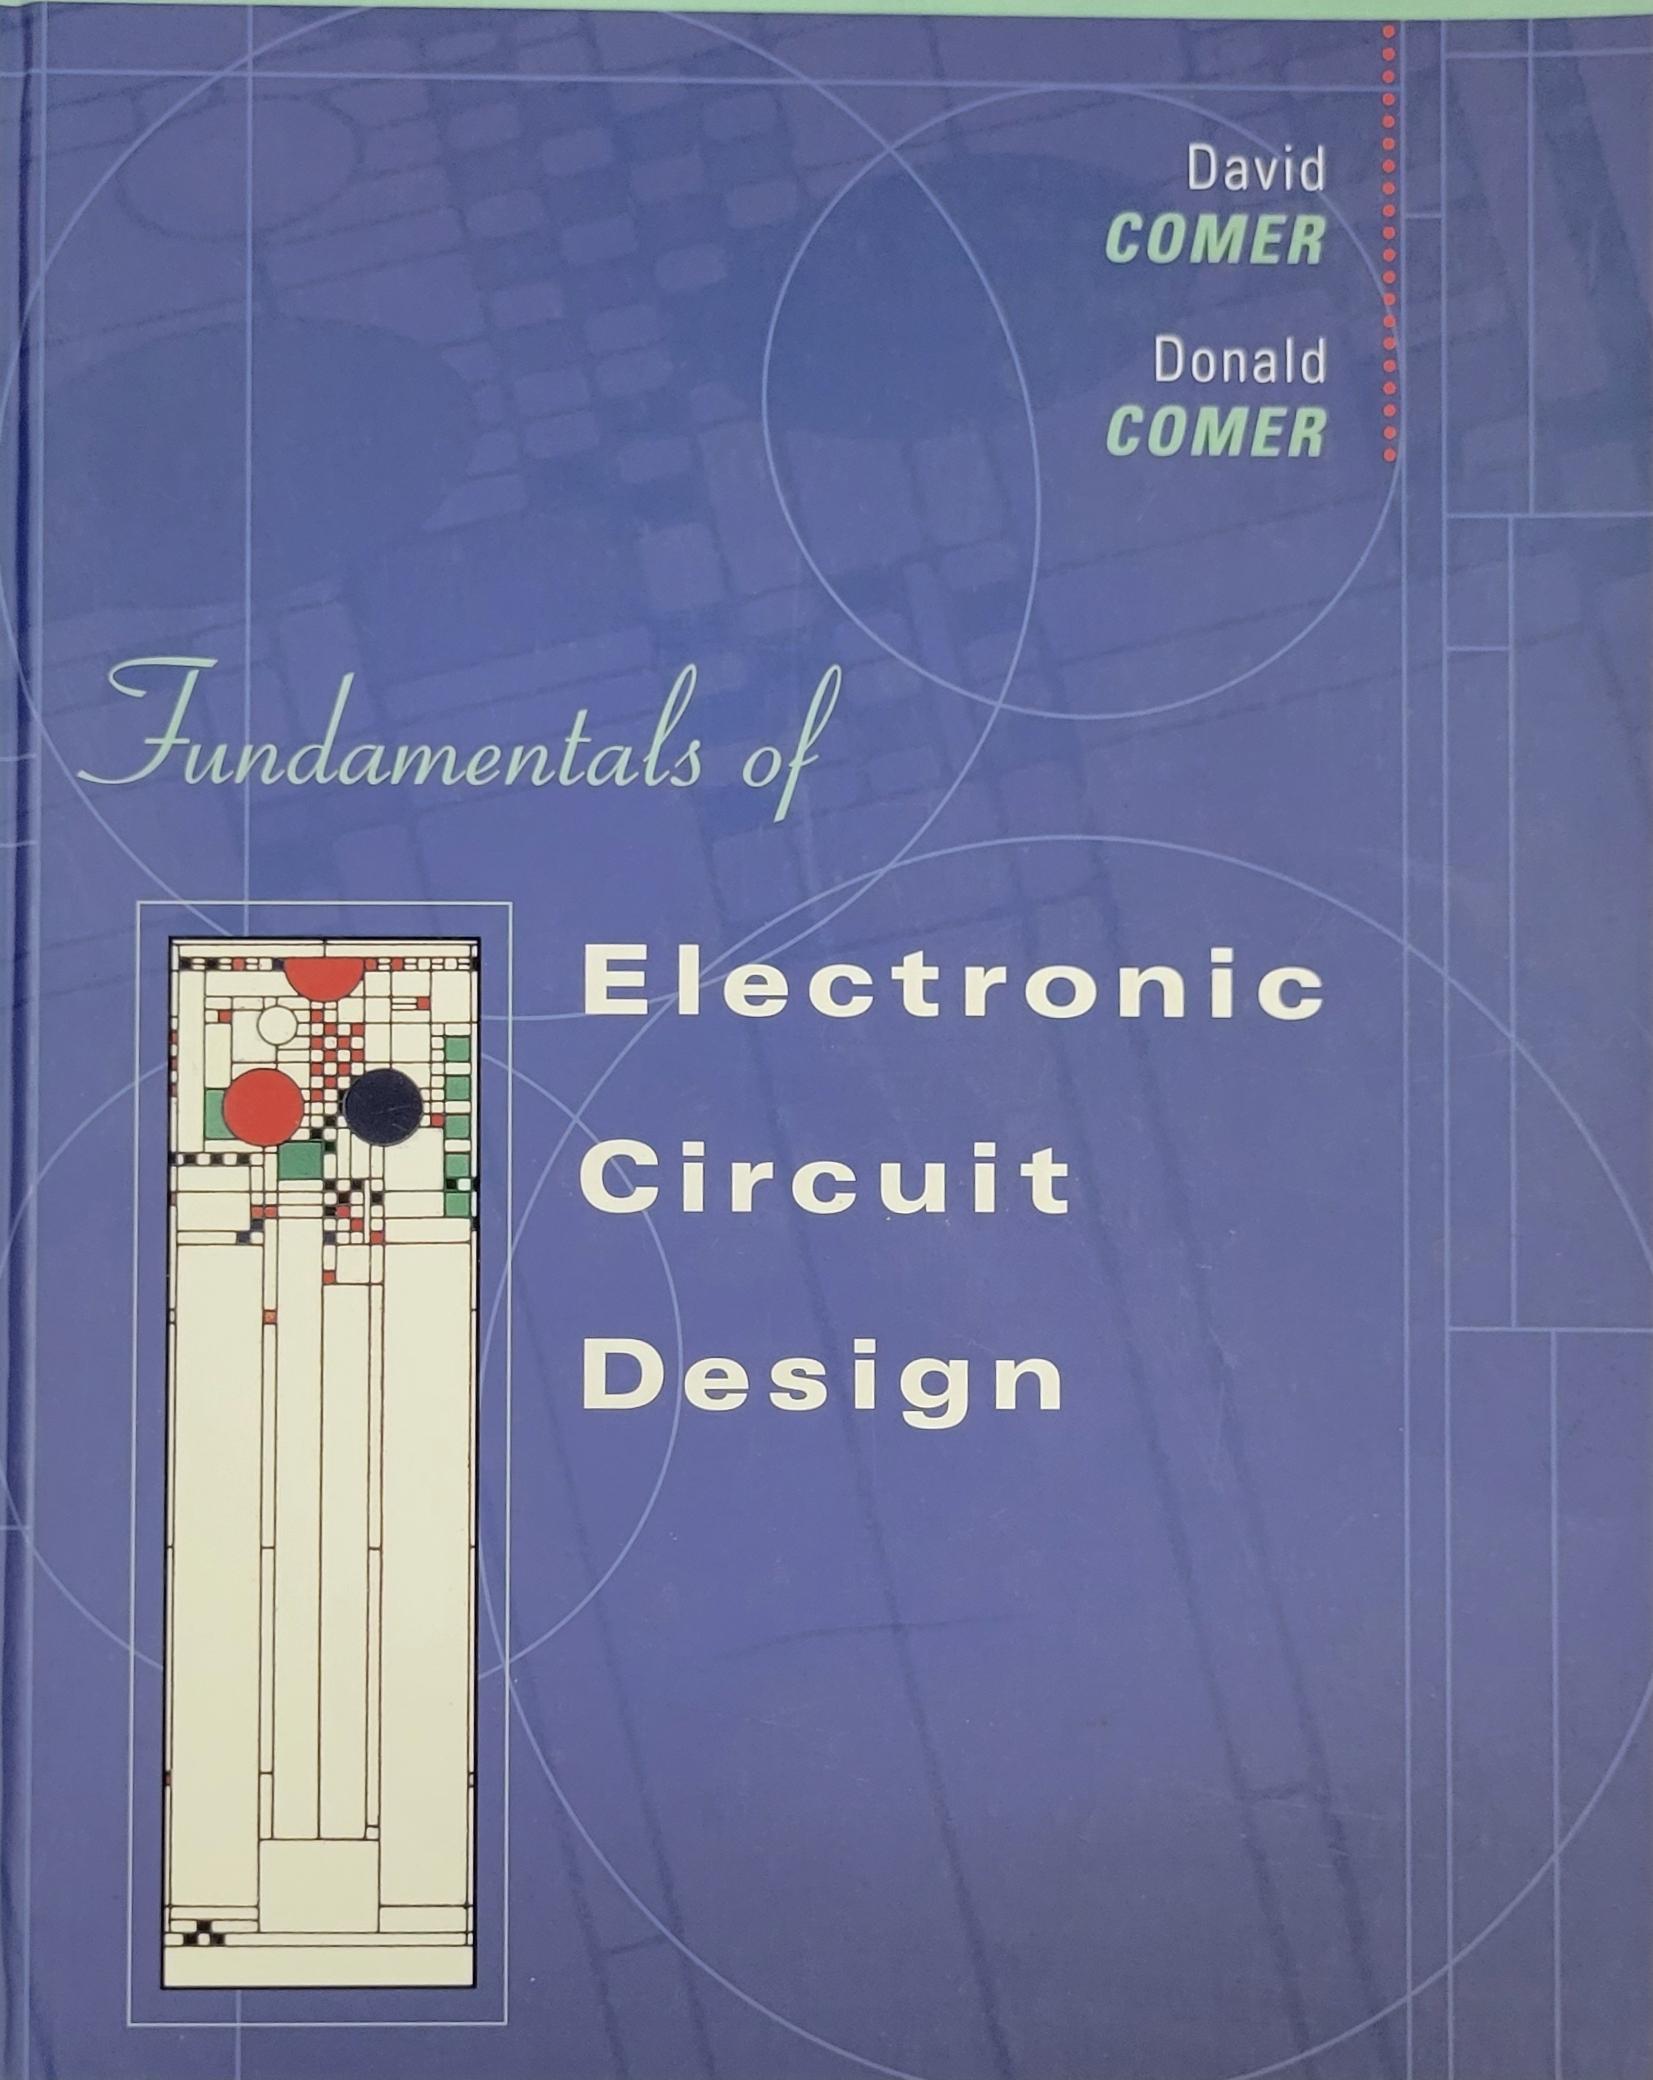 David
COMER
Donald
COMER
Fundamentals of
Electronic
Circuit
Design